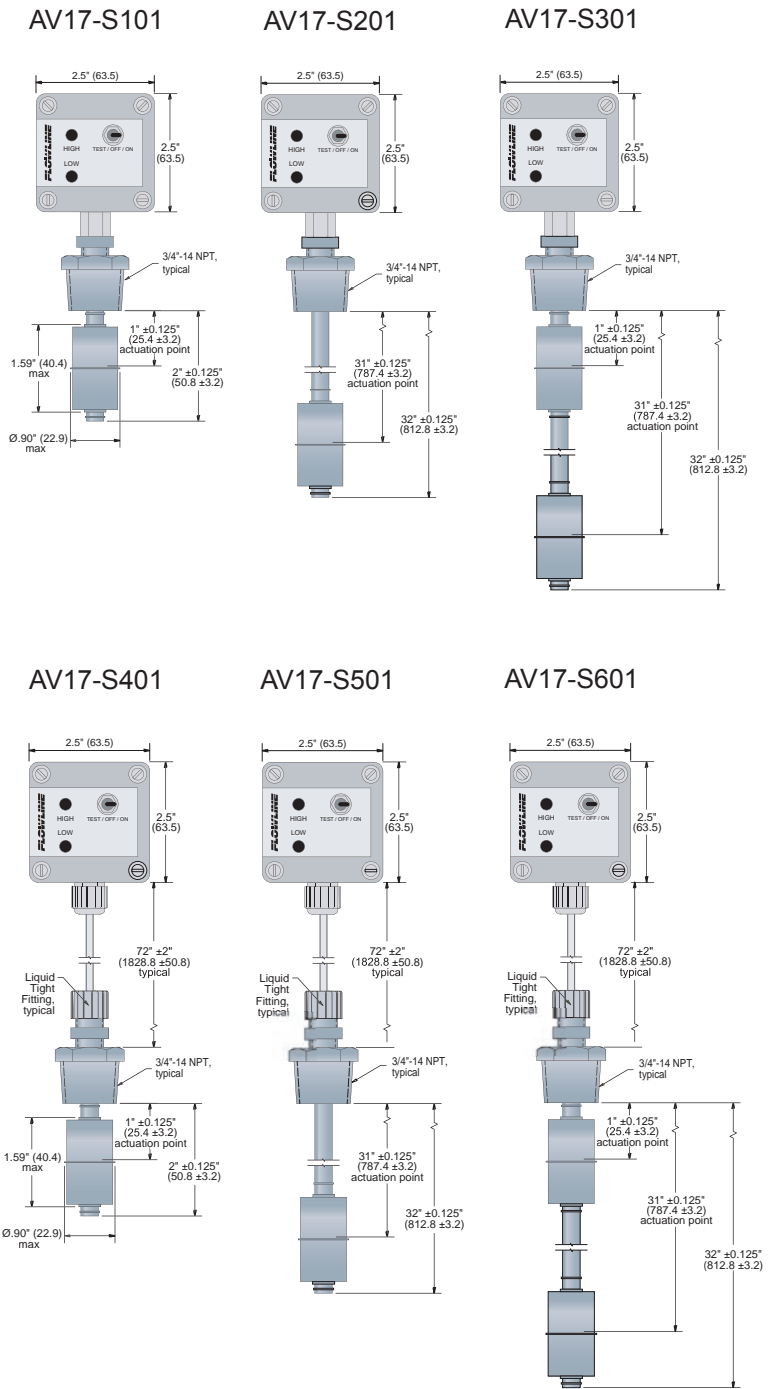 AV17-S101
AV17-S201
AV17-S301
2.5" (63.5)
2.5"
(63.5)
FLOWLINE
HIGH
LOW
TEST / OFF / ON
3/4"-14 NPT,
typical
1" ±0.125"
(25.4 ±3.2)
actuation point
2" ±0.125"
(50.8 ±3.2)
1.59" (40.4)
max
Ø.90" (22.9)
max
2.5" (63.5)
2.5"
(63.5)
FLOWLINE
HIGH
LOW
TEST / OFF / ON
3/4"-14 NPT,
typical
31" ±0.125"
(787.4 ±3.2)
actuation point
32" ±0.125"
(812.8 ±3.2)
2.5" (63.5)
2.5"
(63.5)
FLOWLINE
HIGH
LOW
TEST / OFF / ON
3/4"-14 NPT,
typical
1" ±0.125"
(25.4 ±3.2)
actuation point
31" ±0.125"
(787.4 ±3.2)
actuation point
32" ±0.125"
(812.8 ±3.2)
AV17-S401
AV17-S501
AV17-S601
2.5" (63.5)
2.5"
(63.5)
FLOWLINE
HIGH
LOW
TEST / OFF / ON
72" ±2"
(1828.8 ±50.8)
typical
Liquid
Tight
Fitting,
typical
3/4"-14 NPT,
typical
1" ±0.125"
(25.4 ±3.2)
actuation point
2" ±0.125"
(50.8 ±3.2)
1.59" (40.4)
max
Ø.90" (22.9)
max
2.5" (63.5)
2.5"
(63.5)
FLOWLINE
HIGH
LOW
TEST / OFF / ON
72" ±2"
(1828.8 ±50.8)
typical
Liquid
Tight
Fitting,
typical
3/4"-14 NPT,
typical
31" ±0.125"
(787.4 ±3.2)
actuation point
32" ±0.125"
(812.8 ±3.2)
2.5" (63.5)
2.5"
(63.5)
FLOWLINE
HIGH
LOW
TEST / OFF / ON
72" ±2"
(1828.8 ±50.8)
typical
Liquid
Tight
Fitting,
typical
3/4"-14 NPT,
typical
1" ±0.125"
(25.4 ±3.2)
actuation point
31" ±0.125"
(787.4 ±3.2)
actuation point
32" ±0.125"
(812.8 ±3.2)